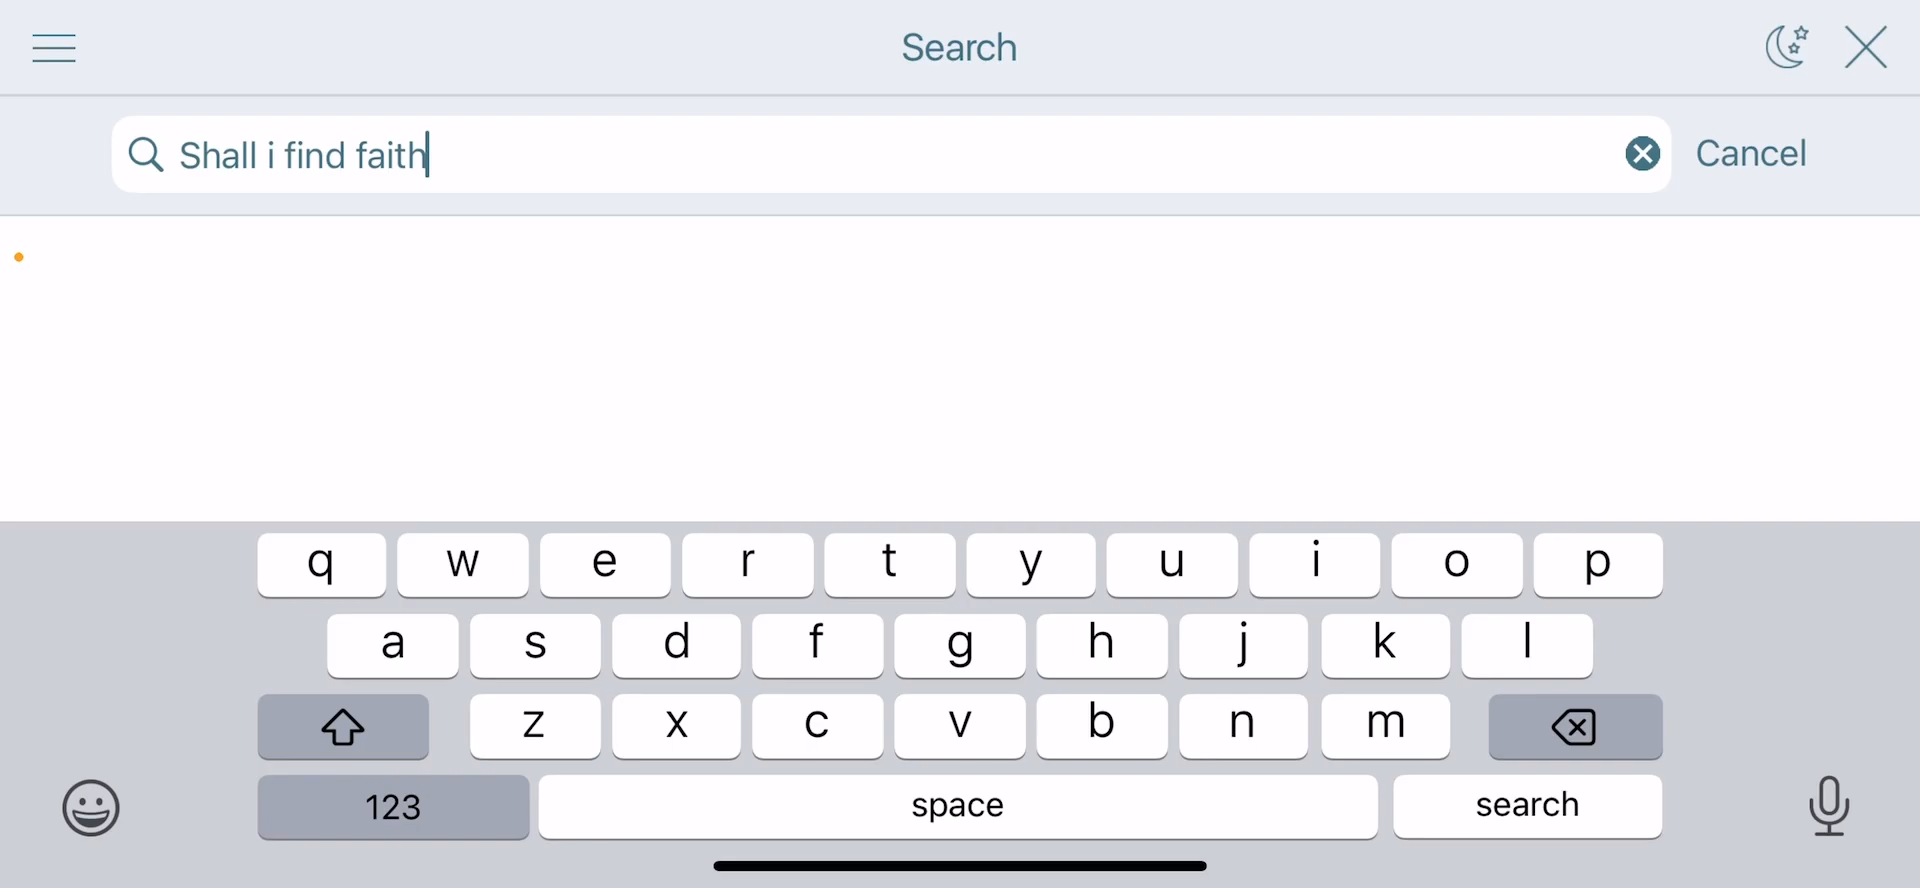 Search
Shall i find faith
Cancel
q w e r t y u i o p
a s d f g h j k l
z x c v b n m
123 space search